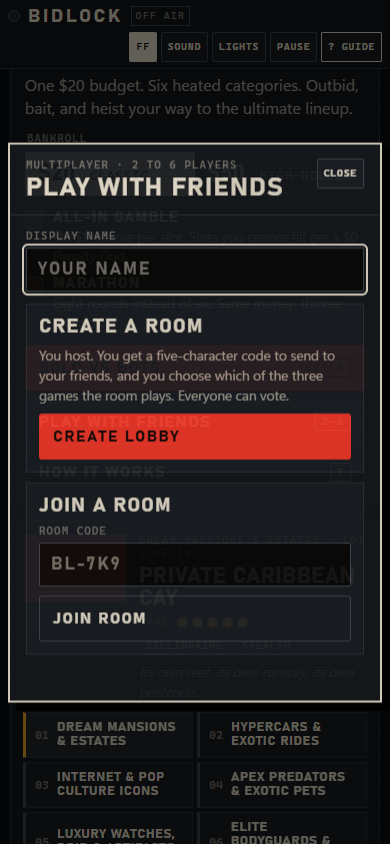 BIDLOCK
OFF AIR
FF
SOUND
LIGHTS
PAUSE
? GUIDE
One $20 budget. Six heated categories. Outbid,
bait, and heist your way to the ultimate lineup.
BANKROLL
MULTIPLAYER · 2 TO 6 PLAYERS
PLAY WITH FRIENDS
CLOSE
ALL-IN GAMBLE
DISPLAY NAME
YOUR NAME
MARATHON
CREATE A ROOM
You host. You get a five-character code to send to
your friends, and you choose which of the three
games the room plays. Everyone can vote.
PLAY WITH FRIENDS
2-6
CREATE LOBBY
HOW IT WORKS
?
JOIN A ROOM
ROOM CODE
BL-7K9
PRIVATE CARIBBEAN
CAY
JOIN ROOM
BILLIONAIRE
STEALTH
Its own reef, its own runway, its own
postcode.
01 DREAM MANSIONS
& ESTATES
02 HYPERCARS &
EXOTIC RIDES
03 INTERNET & POP
CULTURE ICONS
04 APEX PREDATORS
& EXOTIC PETS
05 LUXURY WATCHES,
06 ELITE
BODYGUARDS &